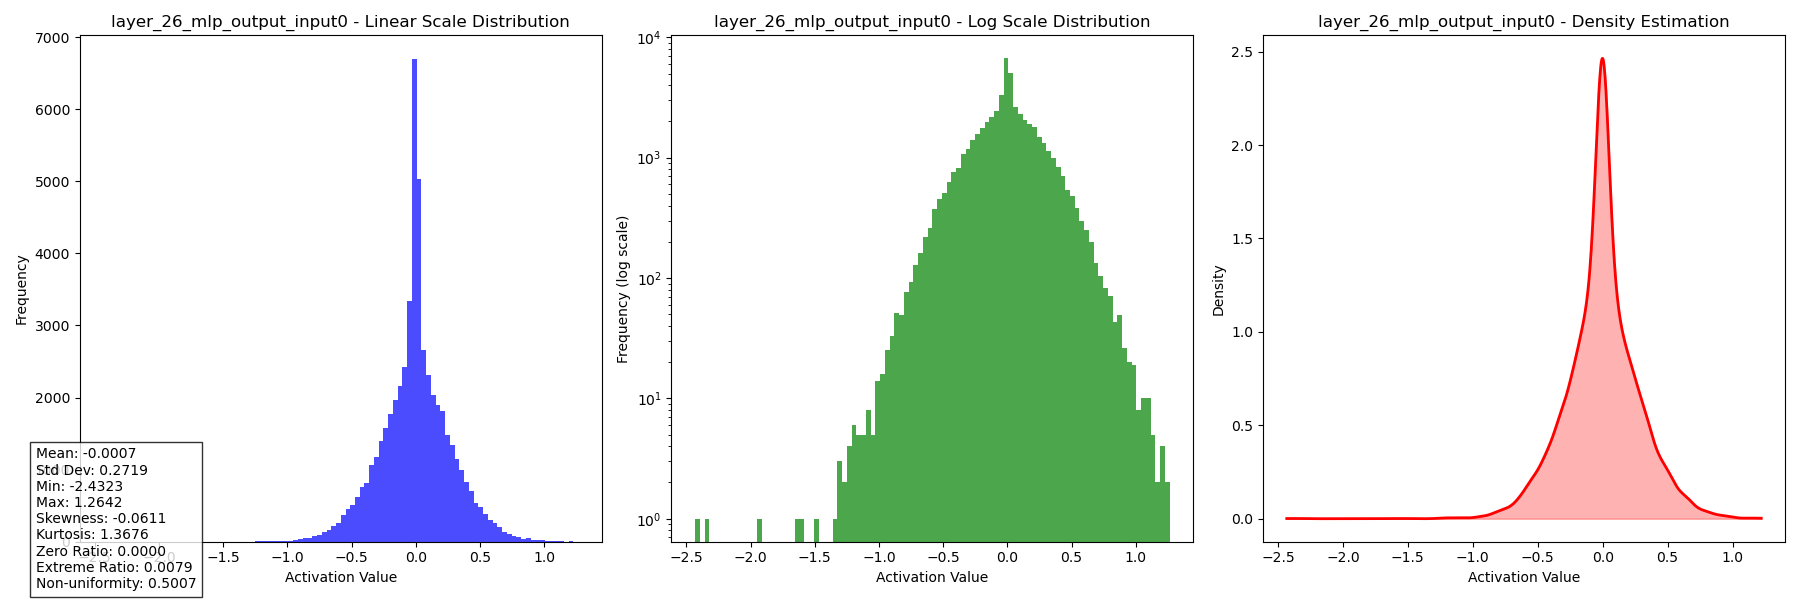 layer_26_mlp_output_input0 - Linear Scale Distribution
7000
6000
5000
4000
3000
2000
Frequency
−1.5
−1.0
−0.5
0.0
0.5
1.0
Activation Value
Mean: -0.0007
Std Dev: 0.2719
Min: -2.4323
Max: 1.2642
Skewness: -0.0611
Kurtosis: 1.3676
Zero Ratio: 0.0000
Extreme Ratio: 0.0079
Non-uniformity: 0.5007
layer_26_mlp_output_input0 - Log Scale Distribution
10⁴
10³
10²
10¹
10⁰
Frequency (log scale)
−2.5
−2.0
−1.5
−1.0
−0.5
0.0
0.5
1.0
Activation Value
layer_26_mlp_output_input0 - Density Estimation
2.5
2.0
1.5
1.0
0.5
0.0
Density
−2.5
−2.0
−1.5
−1.0
−0.5
0.0
0.5
1.0
Activation Value